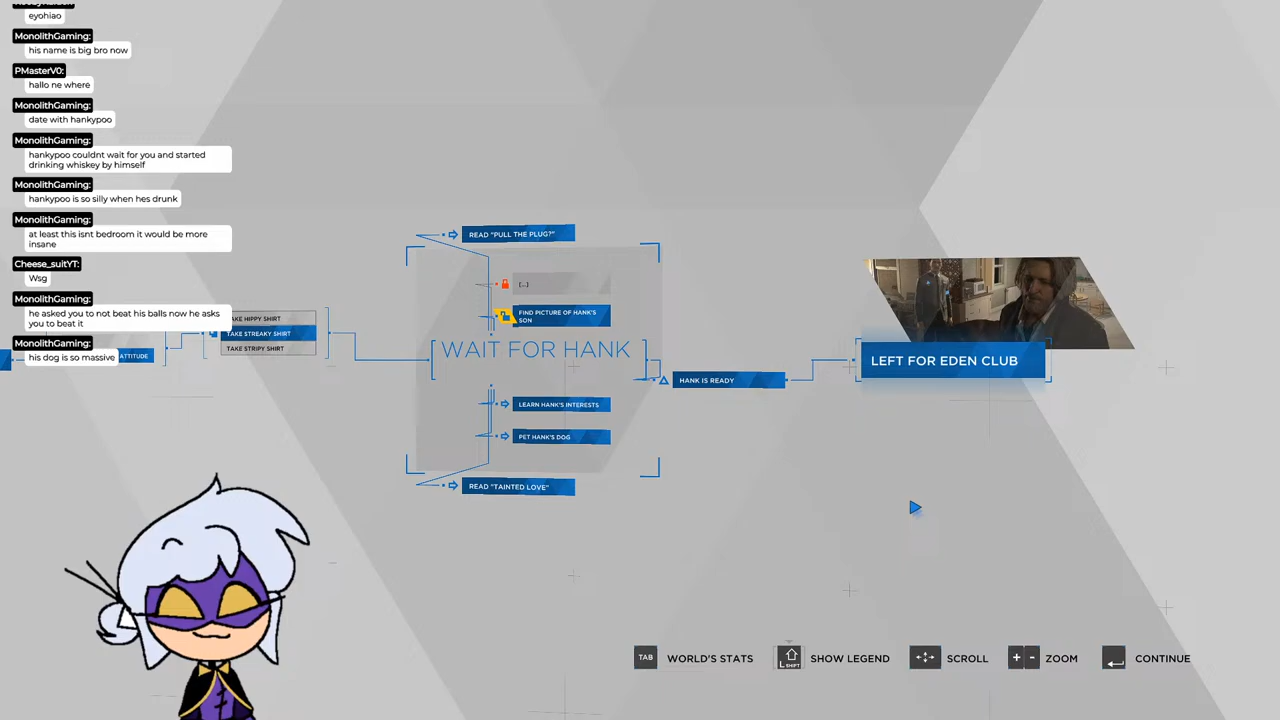 eyohiao
MonolithGaming:
his name is big bro now
PMasterV0:
hallo ne where
MonolithGaming:
date with hankypoo
MonolithGaming:
hankypoo couldnt wait for you and started
drinking whiskey by himself
MonolithGaming:
hankypoo is so silly when hes drunk
MonolithGaming:
at least this isnt bedroom it would be more
insane
Cheese_suitYT:
Wsg
MonolithGaming:
he asked you to not beat his balls now he asks
you to beat it
MonolithGaming:
his dog is so massive
ATTITUDE
TAKE HIPPY SHIRT
TAKE STREAKY SHIRT
TAKE STRIPY SHIRT
READ "PULL THE PLUG?"
[...]
FIND PICTURE OF HANK'S
SON
WAIT FOR HANK
LEARN HANK'S INTERESTS
PET HANK'S DOG
READ "TAINTED LOVE"
HANK IS READY
LEFT FOR EDEN CLUB
TAB WORLD'S STATS
L SHIFT SHOW LEGEND
SCROLL
+ - ZOOM
CONTINUE